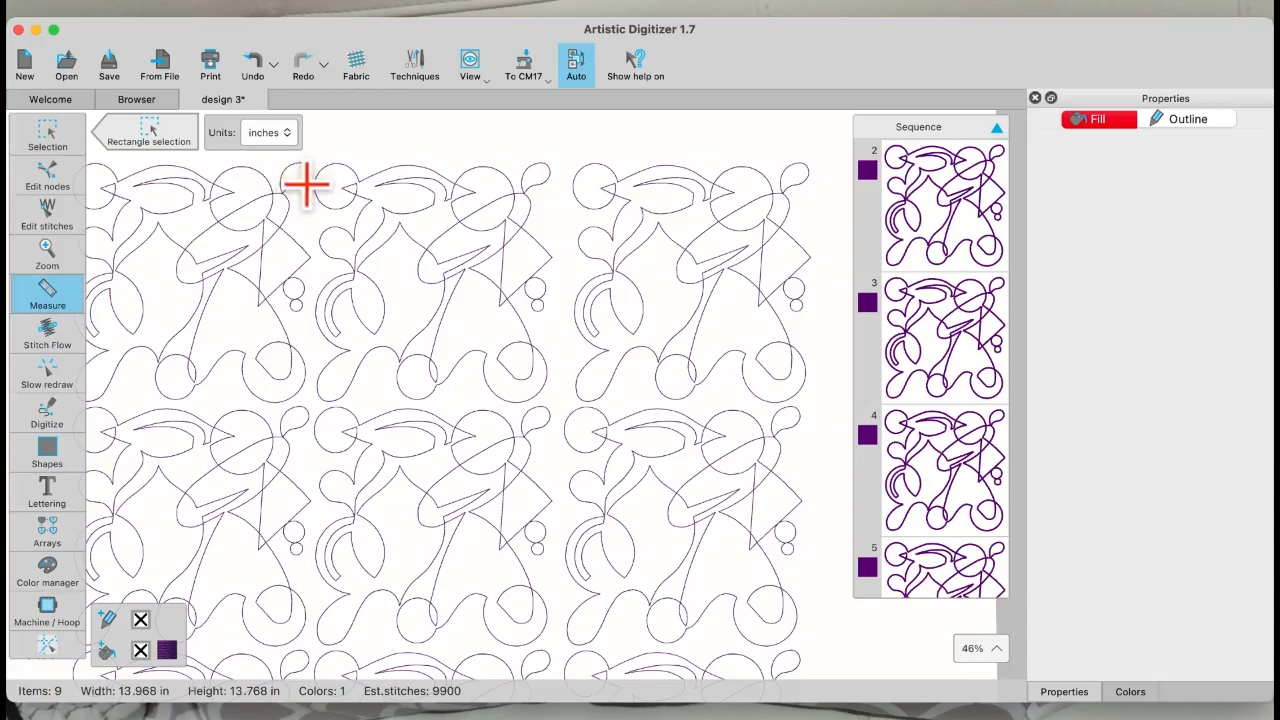 Artistic Digitizer 1.7
New Open Save From File Print Undo Redo Fabric Techniques View To CM17 Auto Show help on
Welcome Browser design 3* Properties
Fill Outline
Selection Rectangle selection Units: inches Sequence
Edit nodes
Edit stitches
Zoom
Measure
Stitch Flow
Slow redraw
Digitize
Shapes
Lettering
Arrays
Color manager
Machine / Hoop
2
3
4
5
46%
Items: 9 Width: 13.968 in Height: 13.768 in Colors: 1 Est.stitches: 9900 Properties Colors